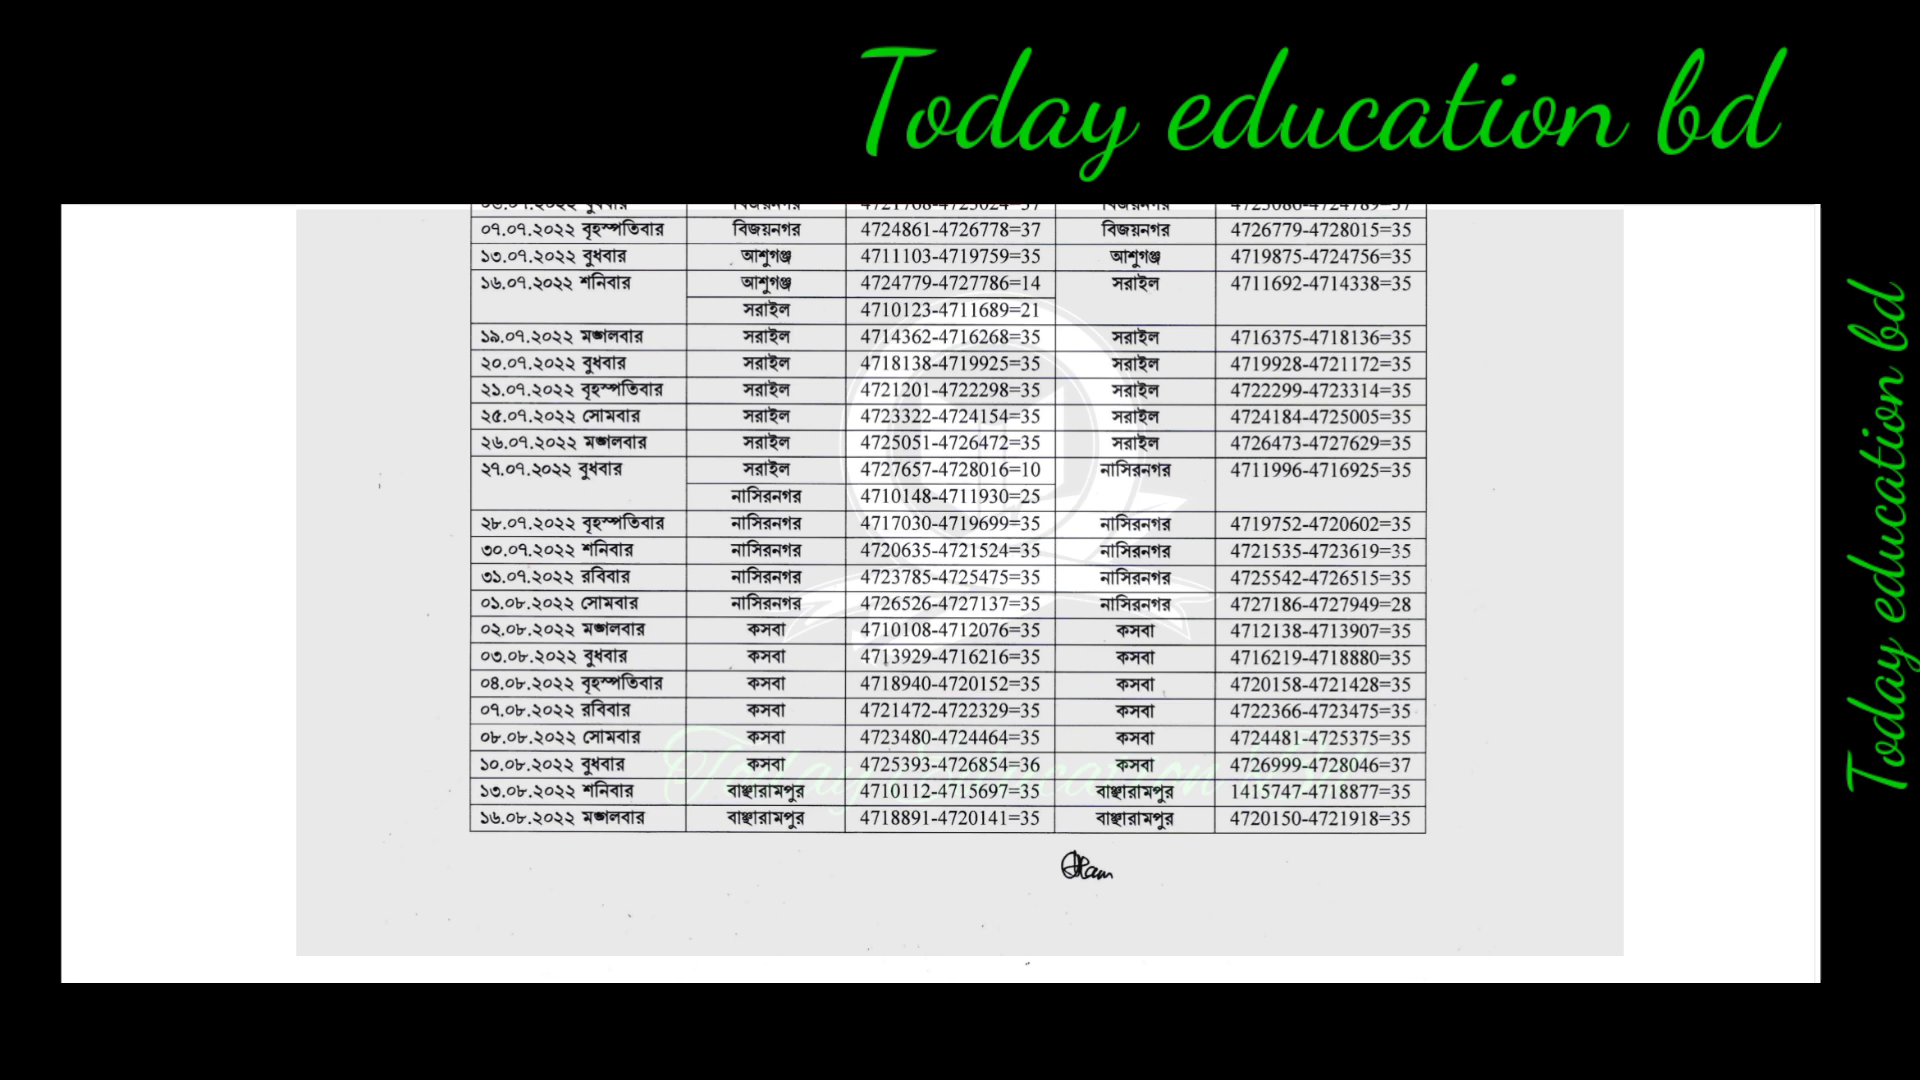 Today education bd
০৭.০৭.২০২২ বৃহস্পতিবার বিজয়নগর 4724861-4726778=37 বিজয়নগর 4726779-4728015=35
১৩.০৭.২০২২ বুধবার আশুগঞ্জ 4711103-4719759=35 আশুগঞ্জ 4719875-4724756=35
১৬.০৭.২০২২ শনিবার আশুগঞ্জ 4724779-4727786=14 সরাইল 4711692-4714338=35
সরাইল 4710123-4711689=21
১৯.০৭.২০২২ মঙ্গলবার সরাইল 4714362-4716268=35 সরাইল 4716375-4718136=35
২০.০৭.২০২২ বুধবার সরাইল 4718138-4719925=35 সরাইল 4719928-4721172=35
২১.০৭.২০২২ বৃহস্পতিবার সরাইল 4721201-4722298=35 সরাইল 4722299-4723314=35
২৫.০৭.২০২২ সোমবার সরাইল 4723322-4724154=35 সরাইল 4724184-4725005=35
২৬.০৭.২০২২ মঙ্গলবার সরাইল 4725051-4726472=35 সরাইল 4726473-4727629=35
২৭.০৭.২০২২ বুধবার সরাইল 4727657-4728016=10 নাসিরনগর 4711996-4716925=35
নাসিরনগর 4710148-4711930=25
২৮.০৭.২০২২ বৃহস্পতিবার নাসিরনগর 4717030-4719699=35 নাসিরনগর 4719752-4720602=35
৩০.০৭.২০২২ শনিবার নাসিরনগর 4720635-4721524=35 নাসিরনগর 4721535-4723619=35
৩১.০৭.২০২২ রবিবার নাসিরনগর 4723785-4725475=35 নাসিরনগর 4725542-4726515=35
০১.০৮.২০২২ সোমবার নাসিরনগর 4726526-4727137=35 নাসিরনগর 4727186-4727949=28
০২.০৮.২০২২ মঙ্গলবার কসবা 4710108-4712076=35 কসবা 4712138-4713907=35
০৩.০৮.২০২২ বুধবার কসবা 4713929-4716216=35 কসবা 4716219-4718880=35
০৪.০৮.২০২২ বৃহস্পতিবার কসবা 4718940-4720152=35 কসবা 4720158-4721428=35
০৭.০৮.২০২২ রবিবার কসবা 4721472-4722329=35 কসবা 4722366-4723475=35
০৮.০৮.২০২২ সোমবার কসবা 4723480-4724464=35 কসবা 4724481-4725375=35
১০.০৮.২০২২ বুধবার কসবা 4725393-4726854=36 কসবা 4726999-4728046=37
১৩.০৮.২০২২ শনিবার বাঞ্ছারামপুর 4710112-4715697=35 বাঞ্ছারামপুর 1415747-4718877=35
১৬.০৮.২০২২ মঙ্গলবার বাঞ্ছারামপুর 4718891-4720141=35 বাঞ্ছারামপুর 4720150-4721918=35
Today education bd